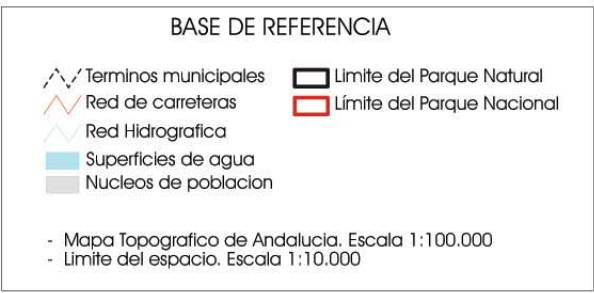 BASE DE REFERENCIA
Terminos municipales
Red de carreteras
Red Hidrografica
Superficies de agua
Nucleos de poblacion
Limite del Parque Natural
Límite del Parque Nacional
- Mapa Topografico de Andalucia. Escala 1:100.000
- Limite del espacio. Escala 1:10.000